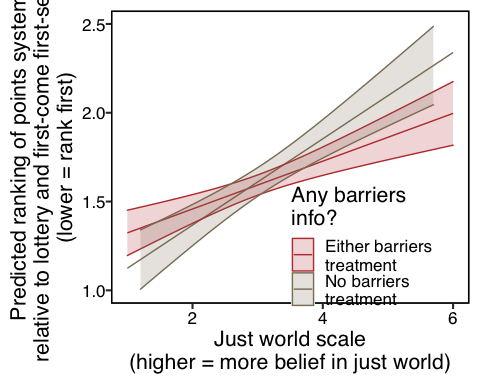 Predicted ranking of points system
relative to lottery and first-come first-se
(lower = rank first)
2.5
2.0
1.5
1.0
Any barriers
info?
Either barriers
treatment
No barriers
treatment
2
4
6
Just world scale
(higher = more belief in just world)